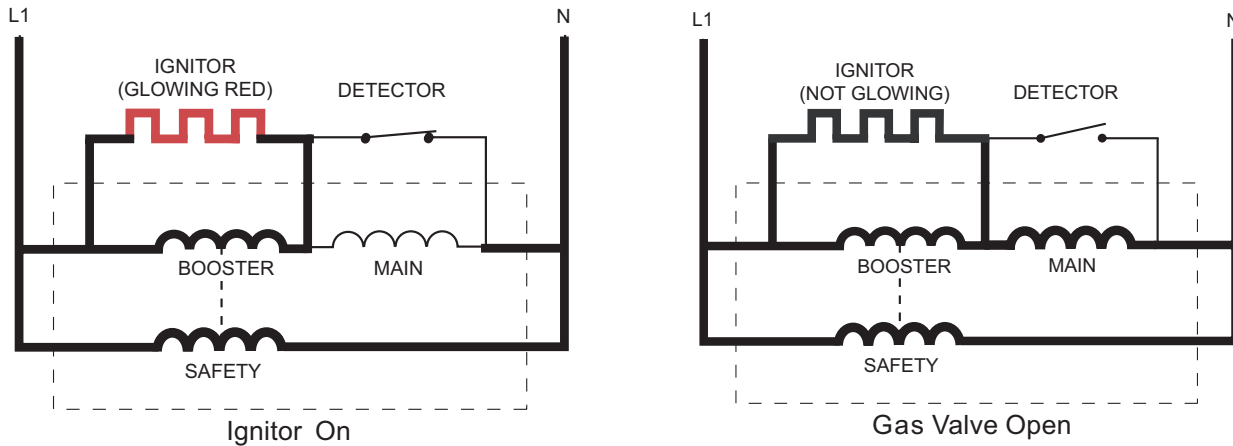 L1
N
IGNITOR
(GLOWING RED)
DETECTOR
BOOSTER
MAIN
SAFETY
Ignitor On
L1
N
IGNITOR
(NOT GLOWING)
DETECTOR
BOOSTER
MAIN
SAFETY
Gas Valve Open